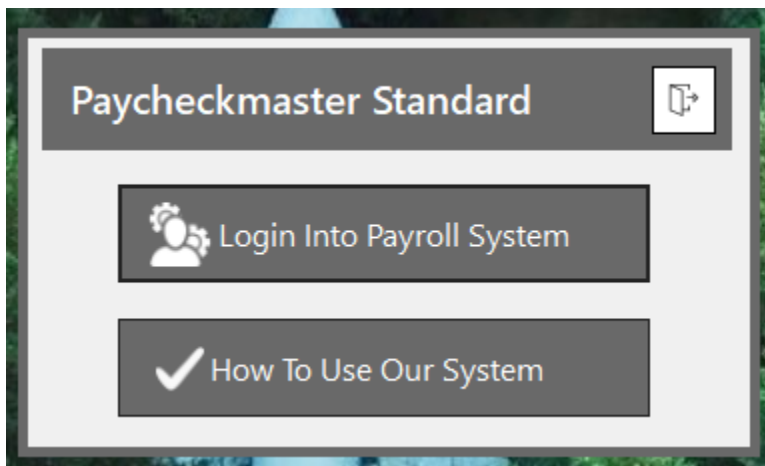 Paycheckmaster Standard
Login Into Payroll System
How To Use Our System